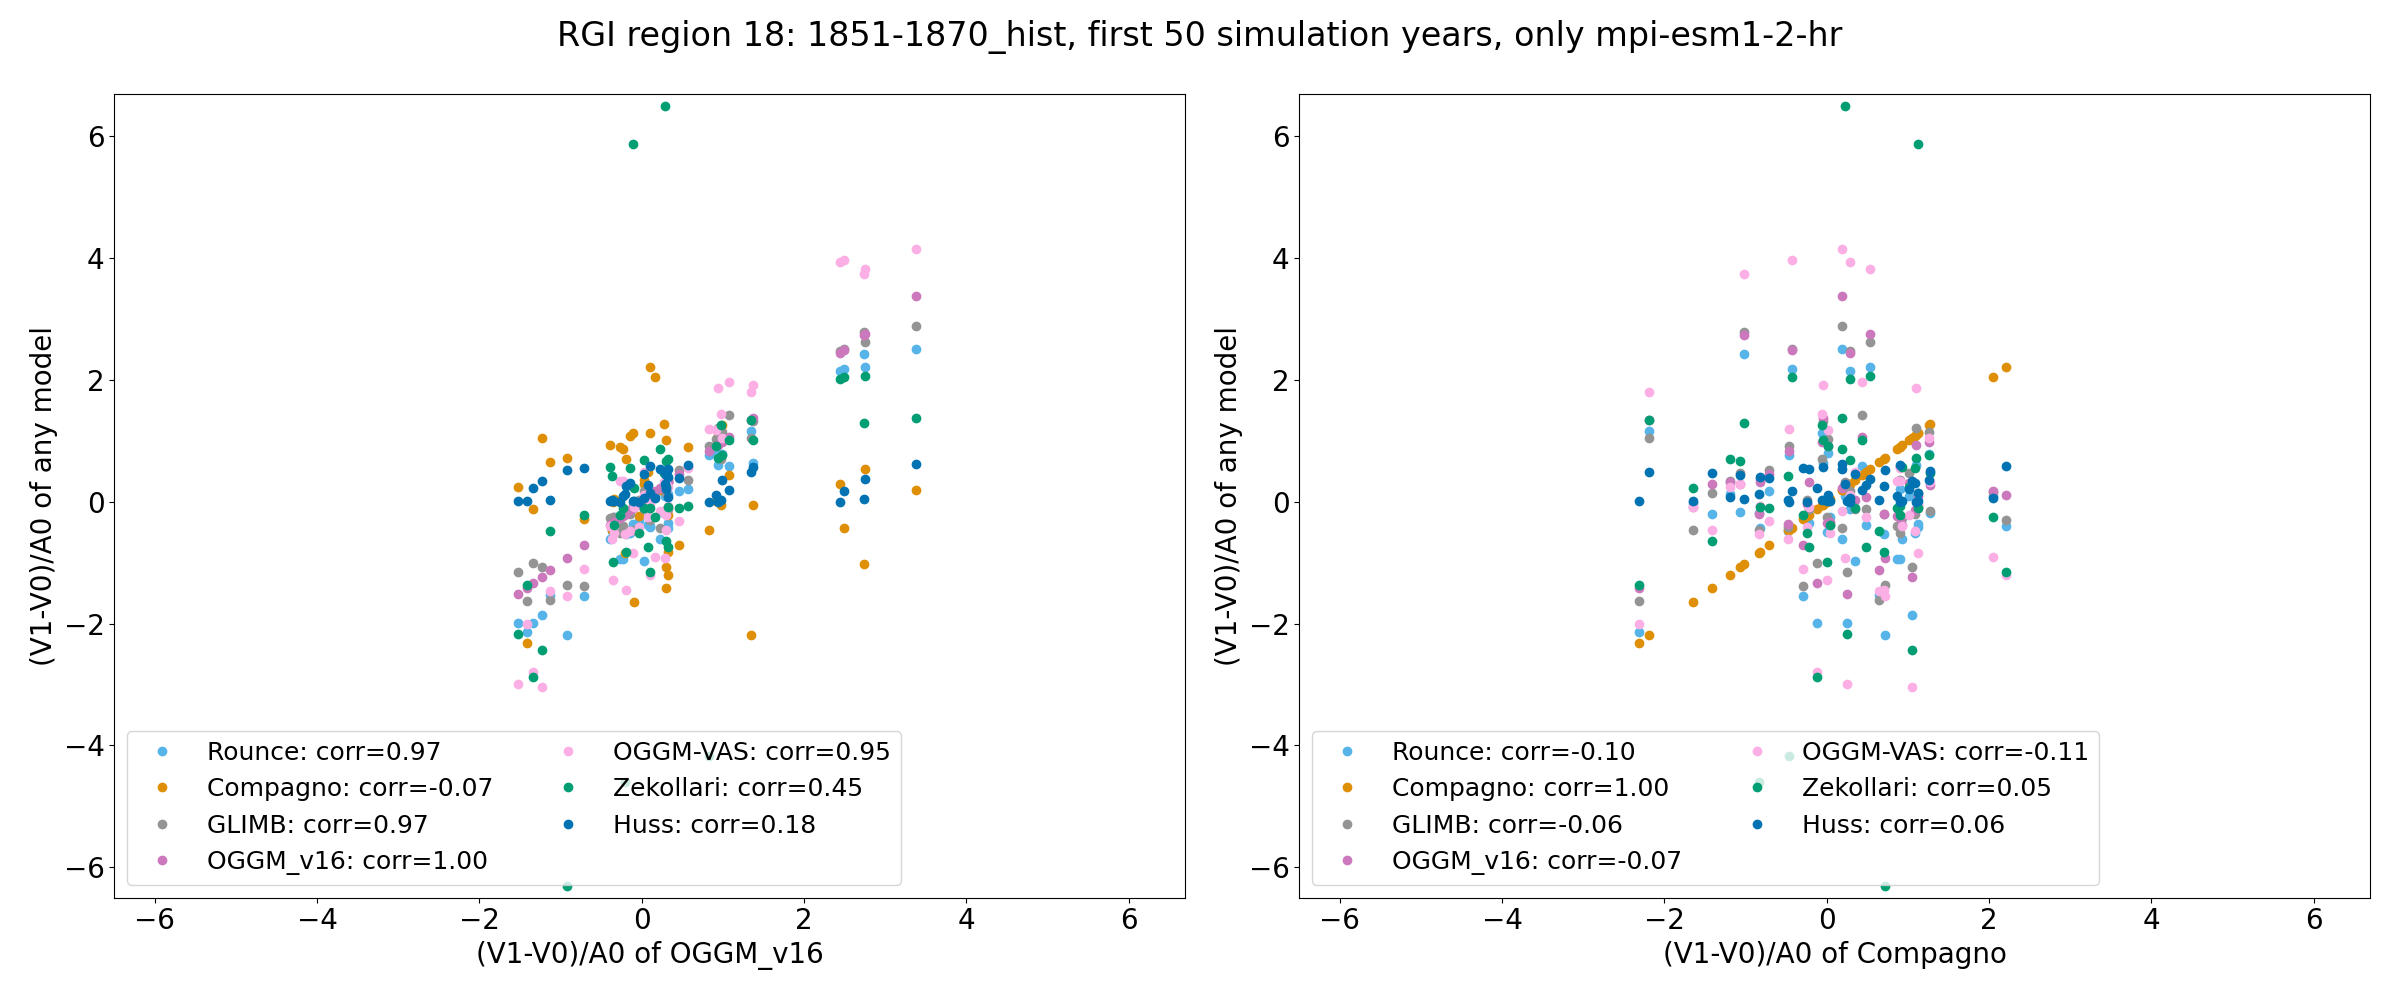 RGI region 18: 1851-1870_hist, first 50 simulation years, only mpi-esm1-2-hr
(V1-V0)/A0 of any model
6
4
2
0
−2
−4
−6
Rounce: corr=0.97
Compagno: corr=-0.07
GLIMB: corr=0.97
OGGM_v16: corr=1.00
OGGM-VAS: corr=0.95
Zekollari: corr=0.45
Huss: corr=0.18
−6 −4 −2 0 2 4 6
(V1-V0)/A0 of OGGM_v16
(V1-V0)/A0 of any model
6
4
2
0
−2
−4
−6
Rounce: corr=-0.10
Compagno: corr=1.00
GLIMB: corr=-0.06
OGGM_v16: corr=-0.07
OGGM-VAS: corr=-0.11
Zekollari: corr=0.05
Huss: corr=0.06
−6 −4 −2 0 2 4 6
(V1-V0)/A0 of Compagno